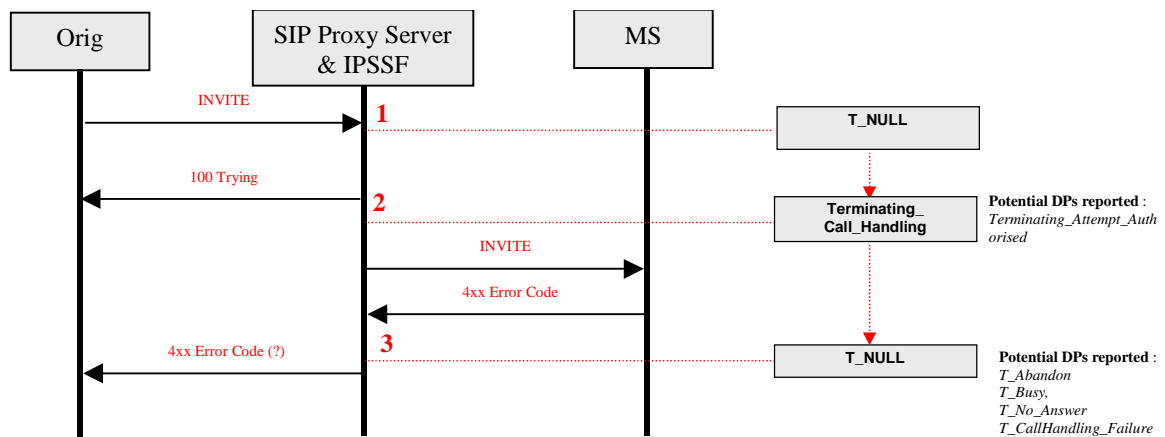 Orig
SIP Proxy Server
& IPSSF
MS
INVITE
1
T_NULL
100 Trying
2
Terminating_
Call_Handling
Potential DPs reported :
Terminating_Attempt_Auth
orised
INVITE
4xx Error Code
4xx Error Code (?)
3
T_NULL
Potential DPs reported :
T_Abandon
T_Busy,
T_No_Answer
T_CallHandling_Failure